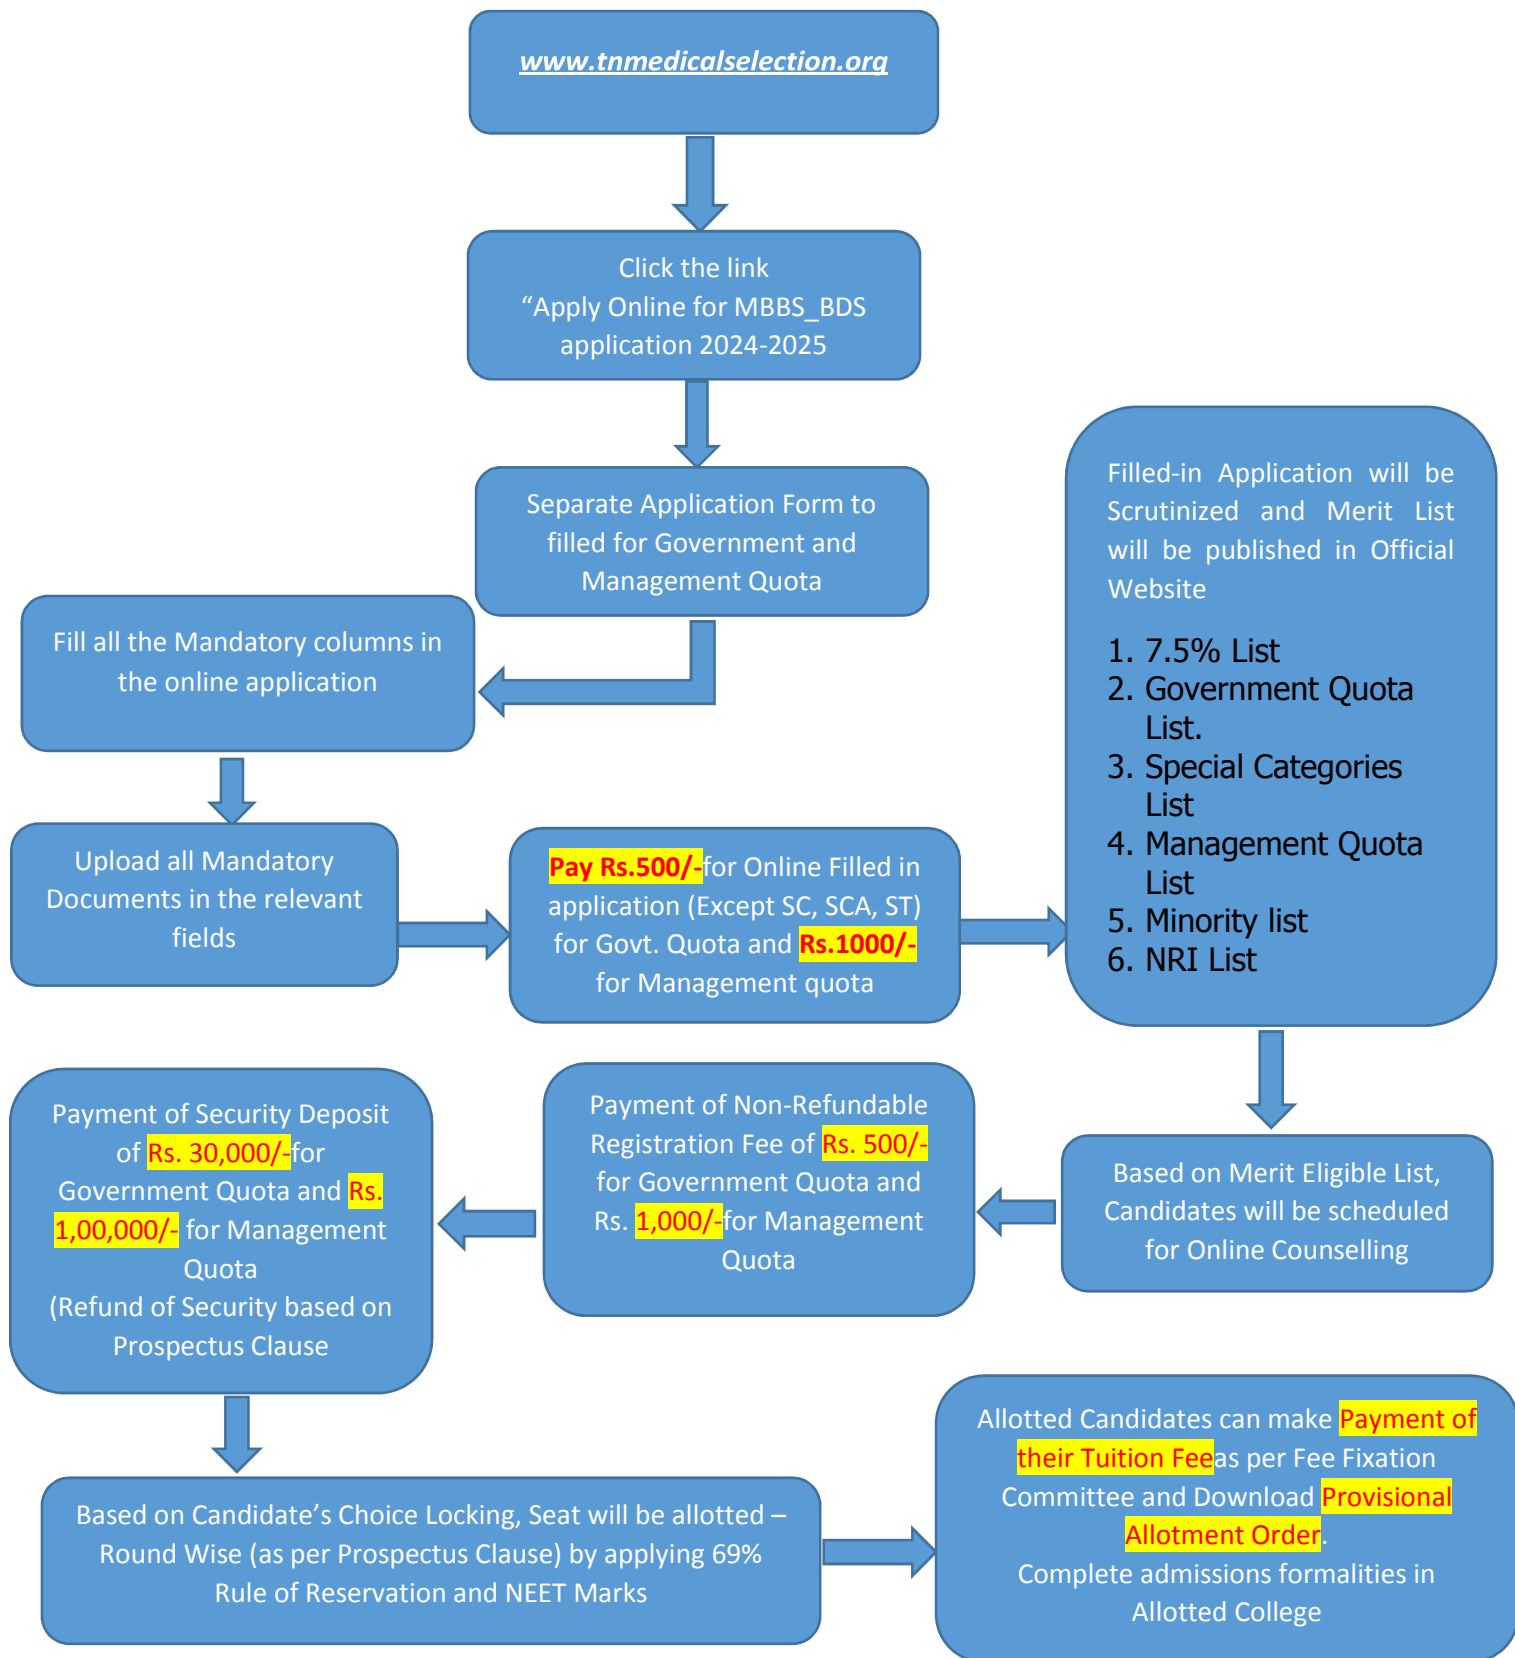 www.tnmedicalselection.org
Click the link
“Apply Online for MBBS_BDS
application 2024-2025
Separate Application Form to
filled for Government and
Management Quota
Fill all the Mandatory columns in
the online application
Upload all Mandatory
Documents in the relevant
fields
Pay Rs.500/-for Online Filled in
application (Except SC, SCA, ST)
for Govt. Quota and Rs.1000/-
for Management quota
Filled-in Application will be
Scrutinized and Merit List
will be published in Official
Website
1. 7.5% List
2. Government Quota
List.
3. Special Categories
List
4. Management Quota
List
5. Minority list
6. NRI List
Based on Merit Eligible List,
Candidates will be scheduled
for Online Counselling
Payment of Non-Refundable
Registration Fee of Rs. 500/-
for Government Quota and
Rs. 1,000/-for Management
Quota
Payment of Security Deposit
of Rs. 30,000/-for
Government Quota and Rs.
1,00,000/- for Management
Quota
(Refund of Security based on
Prospectus Clause
Based on Candidate’s Choice Locking, Seat will be allotted –
Round Wise (as per Prospectus Clause) by applying 69%
Rule of Reservation and NEET Marks
Allotted Candidates can make Payment of
their Tuition Feeas per Fee Fixation
Committee and Download Provisional
Allotment Order.
Complete admissions formalities in
Allotted College